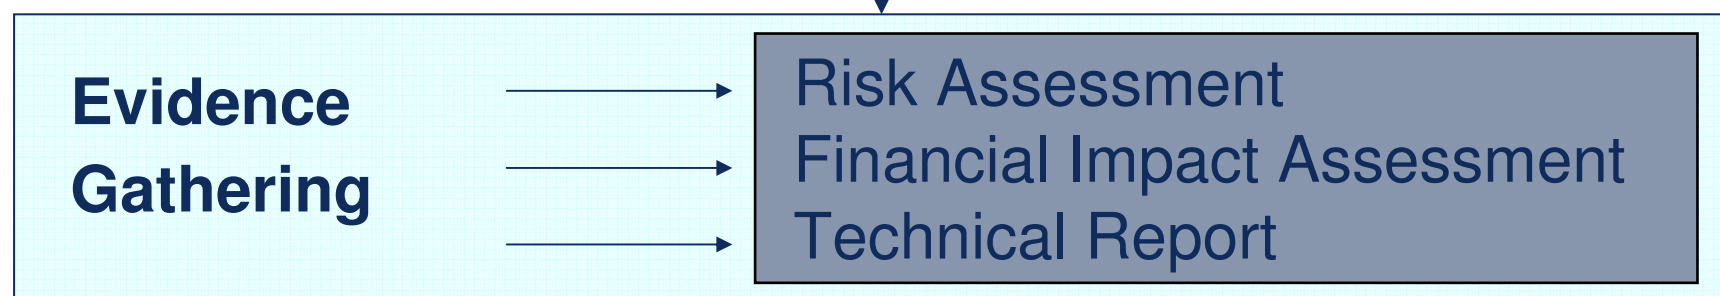 Evidence
Gathering
Risk Assessment
Financial Impact Assessment
Technical Report